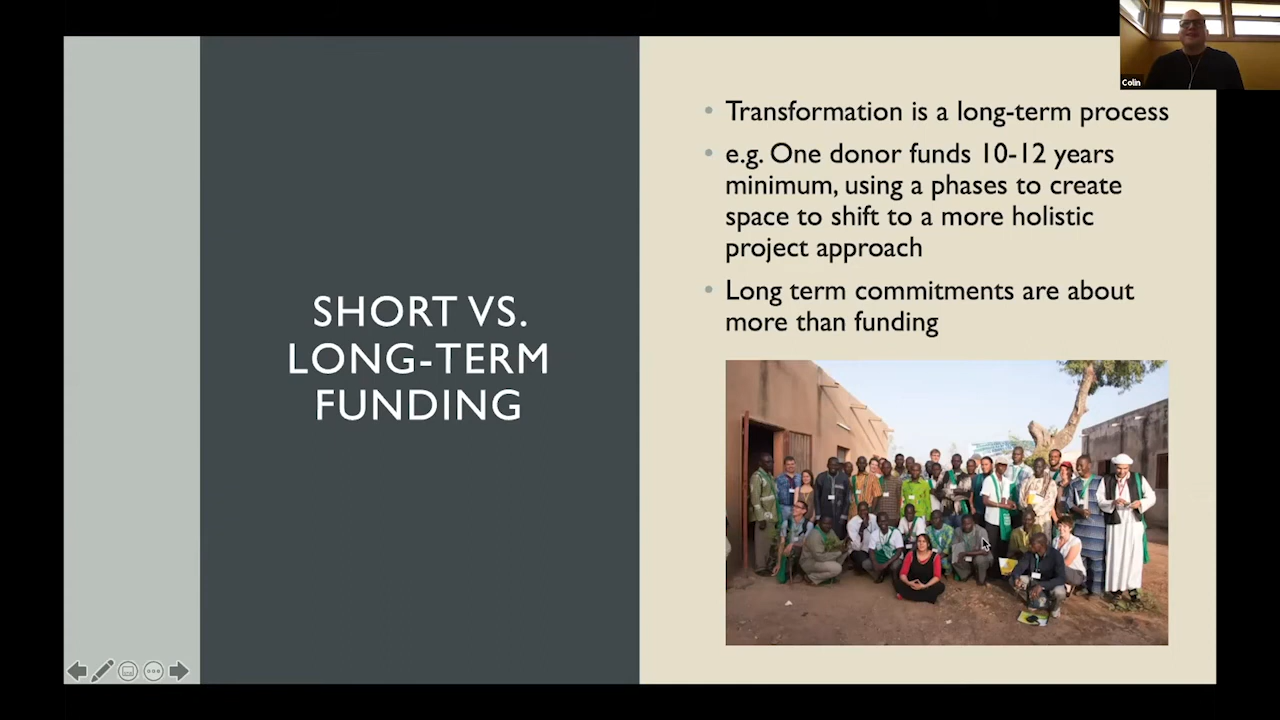 Colin
SHORT VS.
LONG-TERM
FUNDING
• Transformation is a long-term process
• e.g. One donor funds 10-12 years
minimum, using a phases to create
space to shift to a more holistic
project approach
• Long term commitments are about
more than funding